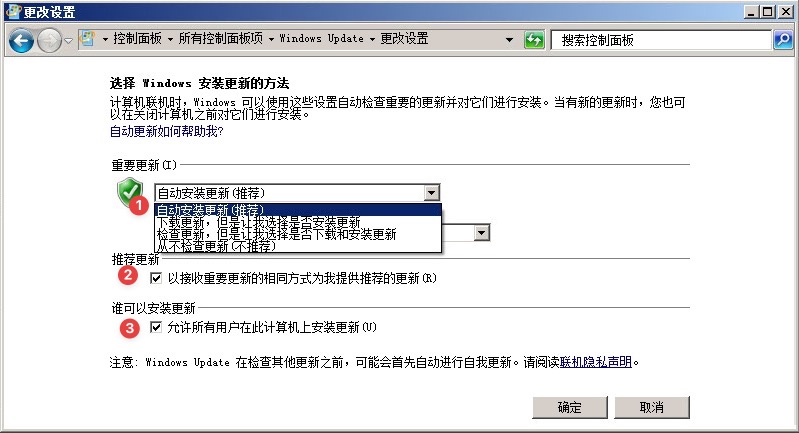 更改设置
控制面板 ▾ 所有控制面板项 ▾ Windows Update ▾ 更改设置
搜索控制面板
选择 Windows 安装更新的方法
计算机联机时，Windows 可以使用这些设置自动检查重要的更新并对它们进行安装。当有新的更新时，您也可
以在关闭计算机之前对它们进行安装。
自动更新如何帮助我?
重要更新(I)
自动安装更新(推荐)
1
自动安装更新(推荐)
下载更新，但是让我选择是否安装更新
检查更新，但是让我选择是否下载和安装更新
从不检查更新(不推荐)
推荐更新
2
以接收重要更新的相同方式为我提供推荐的更新(R)
谁可以安装更新
3
允许所有用户在此计算机上安装更新(U)
注意: Windows Update 在检查其他更新之前，可能会首先自动进行自我更新。请阅读联机隐私声明。
确定
取消